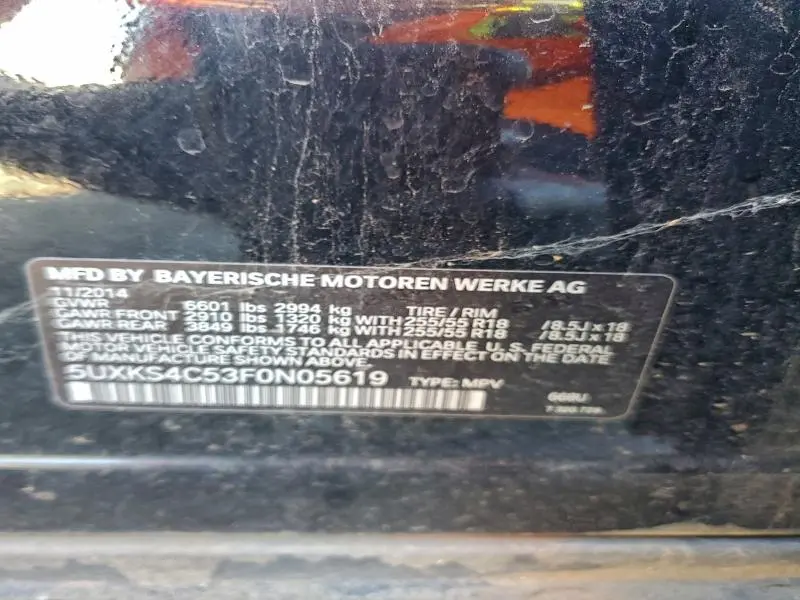 MFD BY BAYERISCHE MOTOREN WERKE AG
11/2014
GVWR 6601 lbs 2994 kg TIRE / RIM
GAWR FRONT 2910 lbs 1320 kg WITH 255/55 R18 /8.5J x 18
GAWR REAR 3849 lbs 1746 kg WITH 255/55 R18 /8.5J x 18
THIS VEHICLE CONFORMS TO ALL APPLICABLE U.S. FEDERAL
MOTOR VEHICLE SAFETY STANDARDS IN EFFECT ON THE DATE
OF MANUFACTURE SHOWN ABOVE.
5UXKS4C53F0N05619 TYPE: MPV